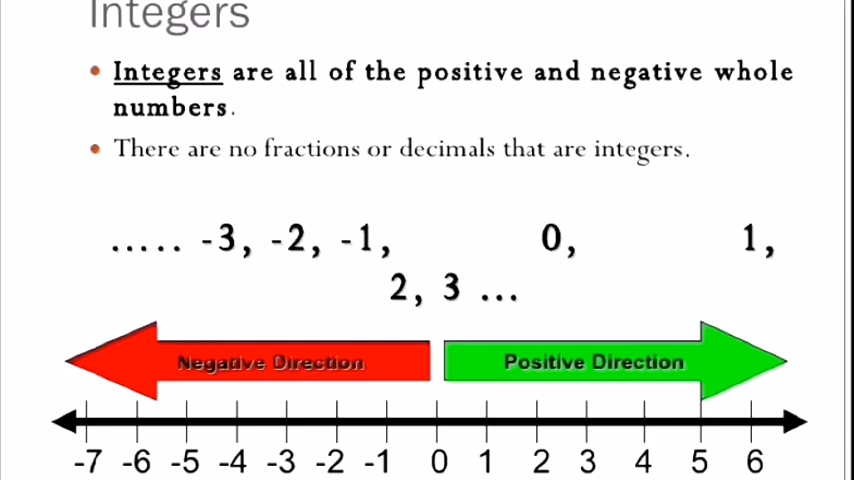 Integers
• Integers are all of the positive and negative whole
numbers.
• There are no fractions or decimals that are integers.
..... -3, -2, -1, 0, 1,
2, 3 ...
Negative Direction Positive Direction
-7 -6 -5 -4 -3 -2 -1 0 1 2 3 4 5 6